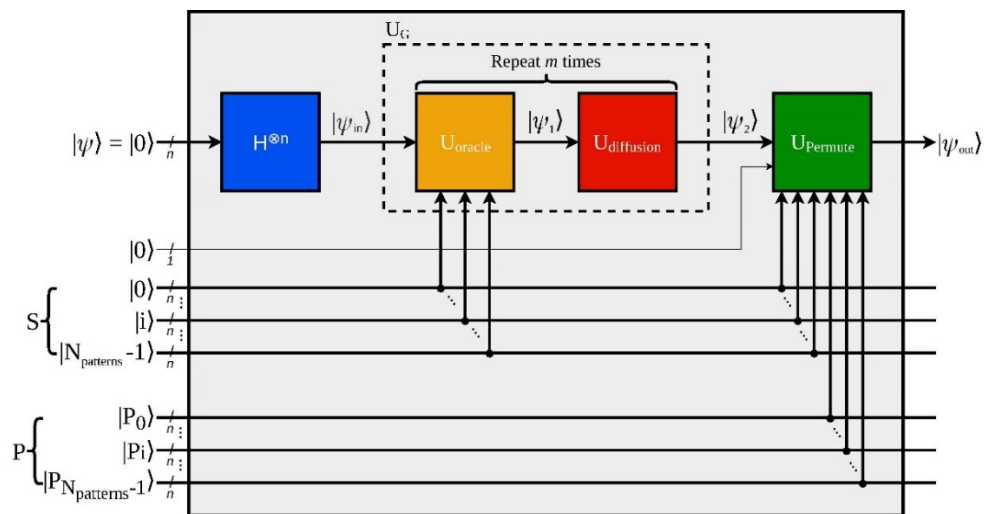 U_G
Repeat m times
|ψ⟩ = |0⟩ n H^⊗n |ψ_in⟩ U_oracle |ψ_1⟩ U_diffusion |ψ_2⟩ U_Permute |ψ_out⟩
|0⟩ 1
|0⟩ n
S |i⟩ n
|N_patterns-1⟩ n
|P_0⟩ n
P |Pi⟩ n
|P_N_patterns-1⟩ n